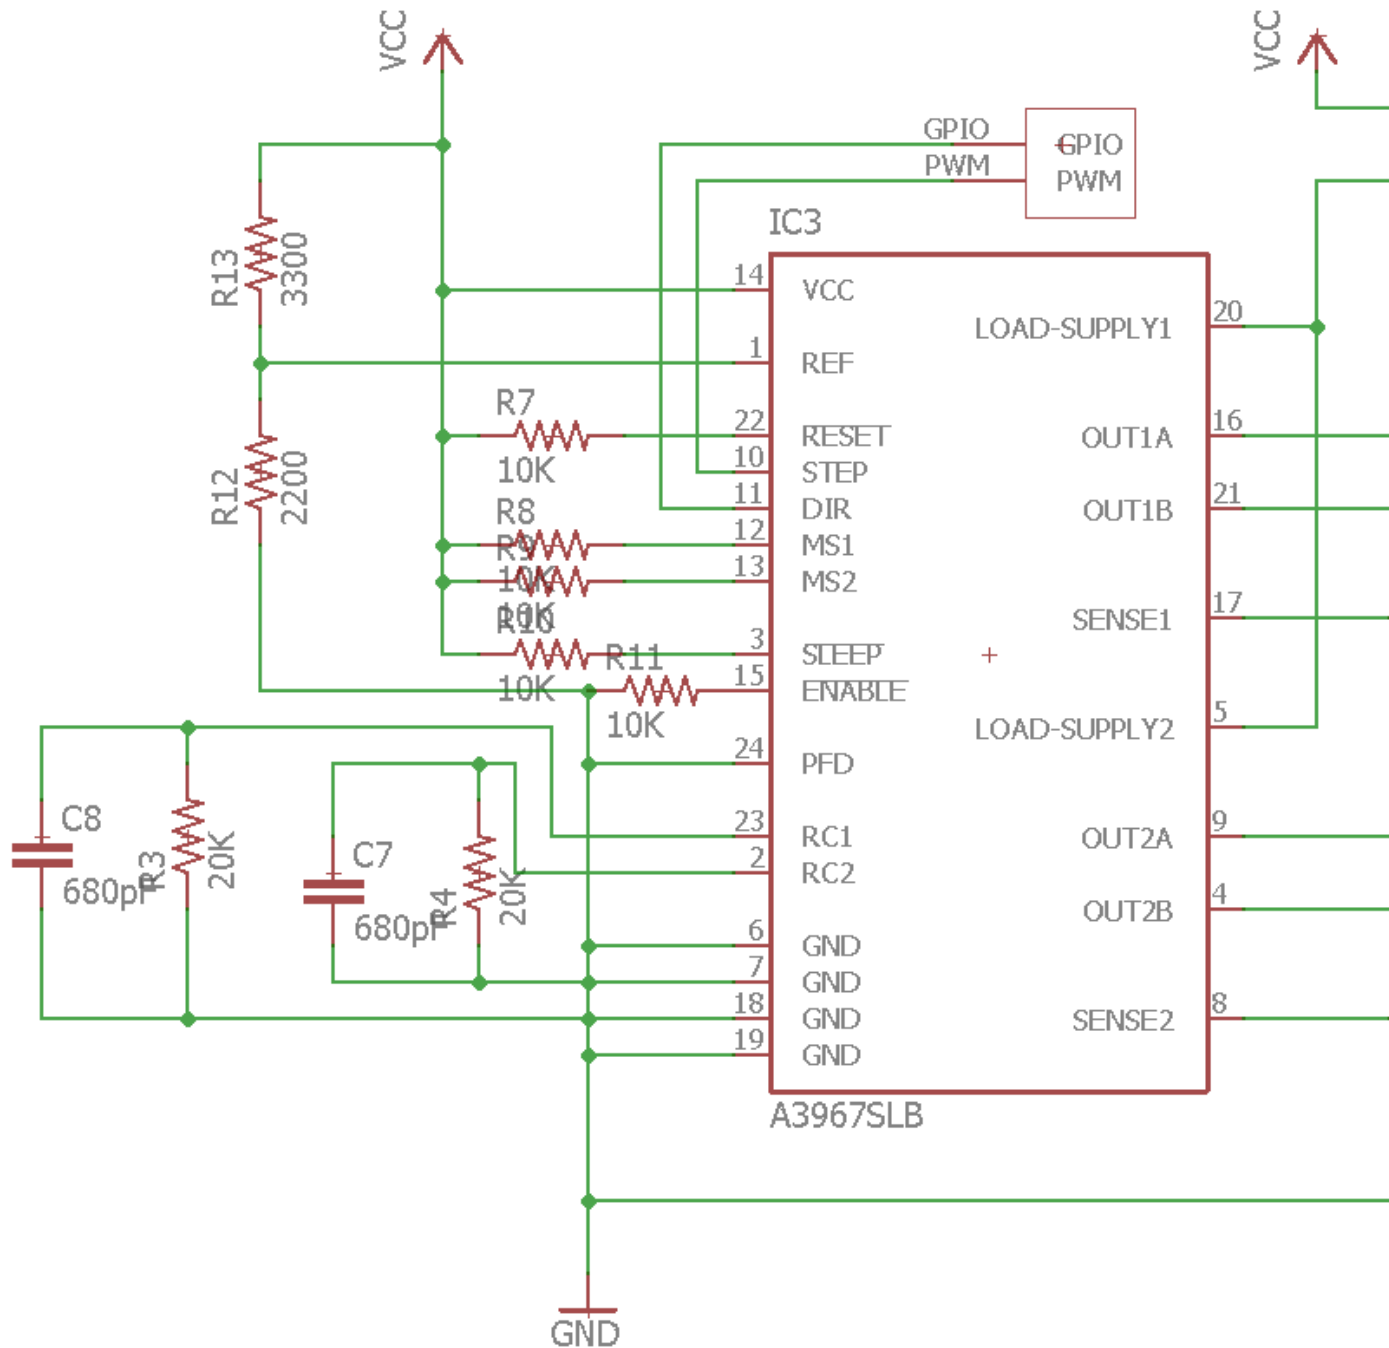 VCC
VCC
GPIO
GPIO
PWM
PWM
IC3
R13
3300
14
VCC
LOAD-SUPPLY1
20
1
REF
R7
10K
22
RESET
OUT1A
16
10
STEP
R12
2200
11
DIR
OUT1B
21
R8
10K
12
MS1
R9
10K
13
MS2
SENSE1
17
R10
10K
3
SLEEP
R11
10K
15
ENABLE
LOAD-SUPPLY2
5
24
PFD
C8
680pF
R3
20K
23
RC1
OUT2A
9
C7
680pF
R4
20K
2
RC2
OUT2B
4
6
GND
7
GND
18
GND
SENSE2
8
19
GND
A3967SLB
GND